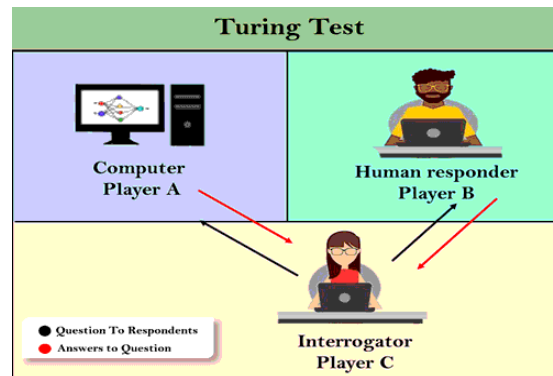 Turing Test
Computer
Player A
Human responder
Player B
Question To Respondents
Answers to Question
Interrogator
Player C